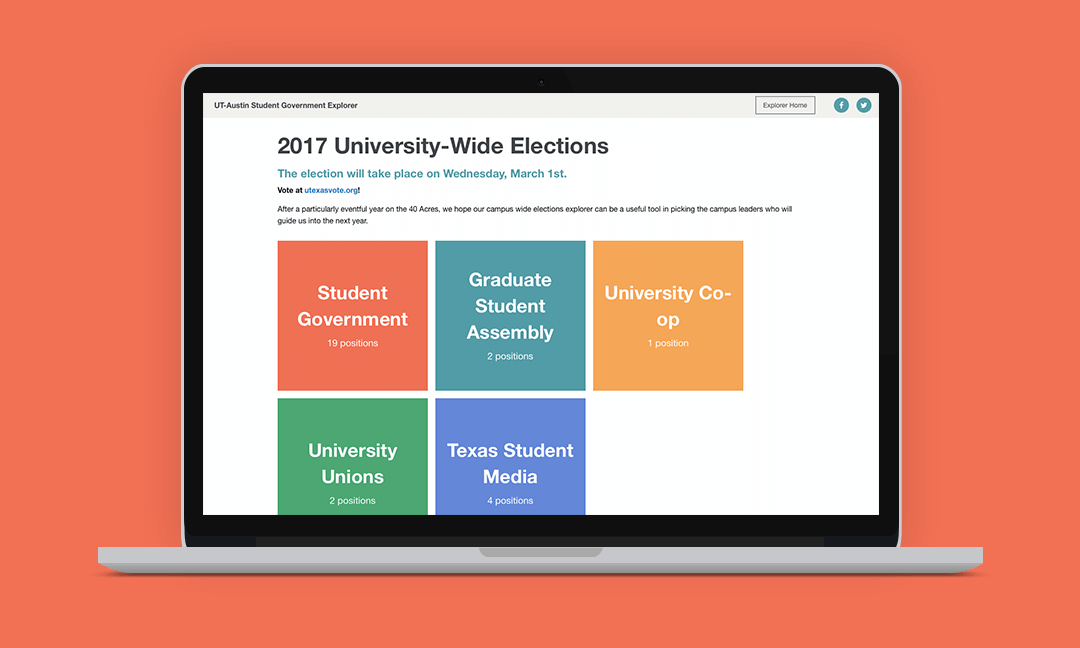 UT-Austin Student Government Explorer
Explorer Home
2017 University-Wide Elections
The election will take place on Wednesday, March 1st.
Vote at utexasvote.org!
After a particularly eventful year on the 40 Acres, we hope our campus wide elections explorer can be a useful tool in picking the campus leaders who will
guide us into the next year.
Student
Government
19 positions
Graduate
Student
Assembly
2 positions
University Co-
op
1 position
University
Unions
2 positions
Texas Student
Media
4 positions